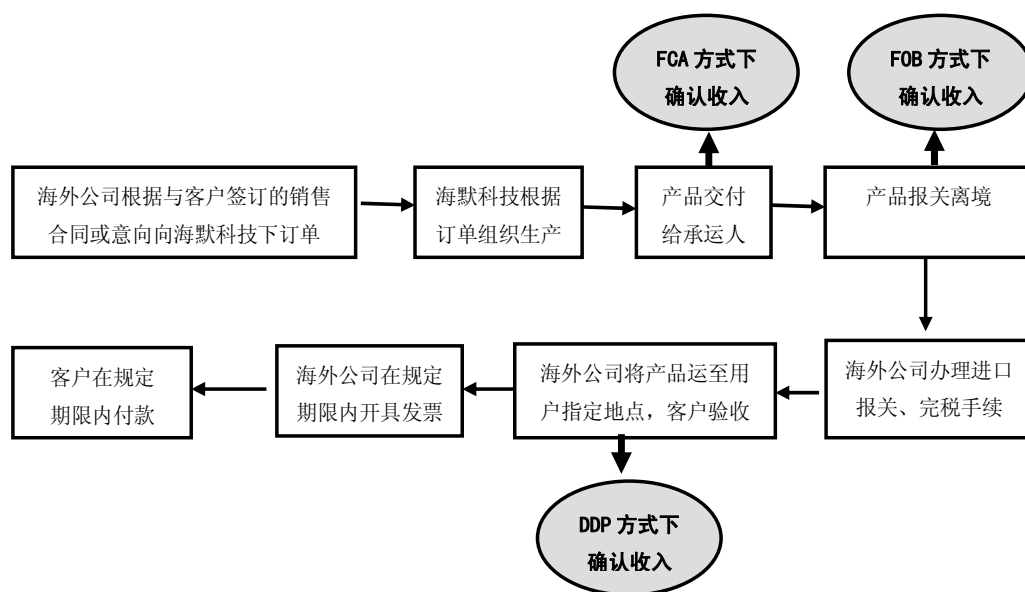 FCA 方式下
确认收入
FOB 方式下
确认收入
海外公司根据与客户签订的销售
合同或意向向海默科技下订单
海默科技根据
订单组织生产
产品交付
给承运人
产品报关离境
客户在规定
期限内付款
海外公司在规定
期限内开具发票
海外公司将产品运至用
户指定地点，客户验收
海外公司办理进口
报关、完税手续
DDP 方式下
确认收入